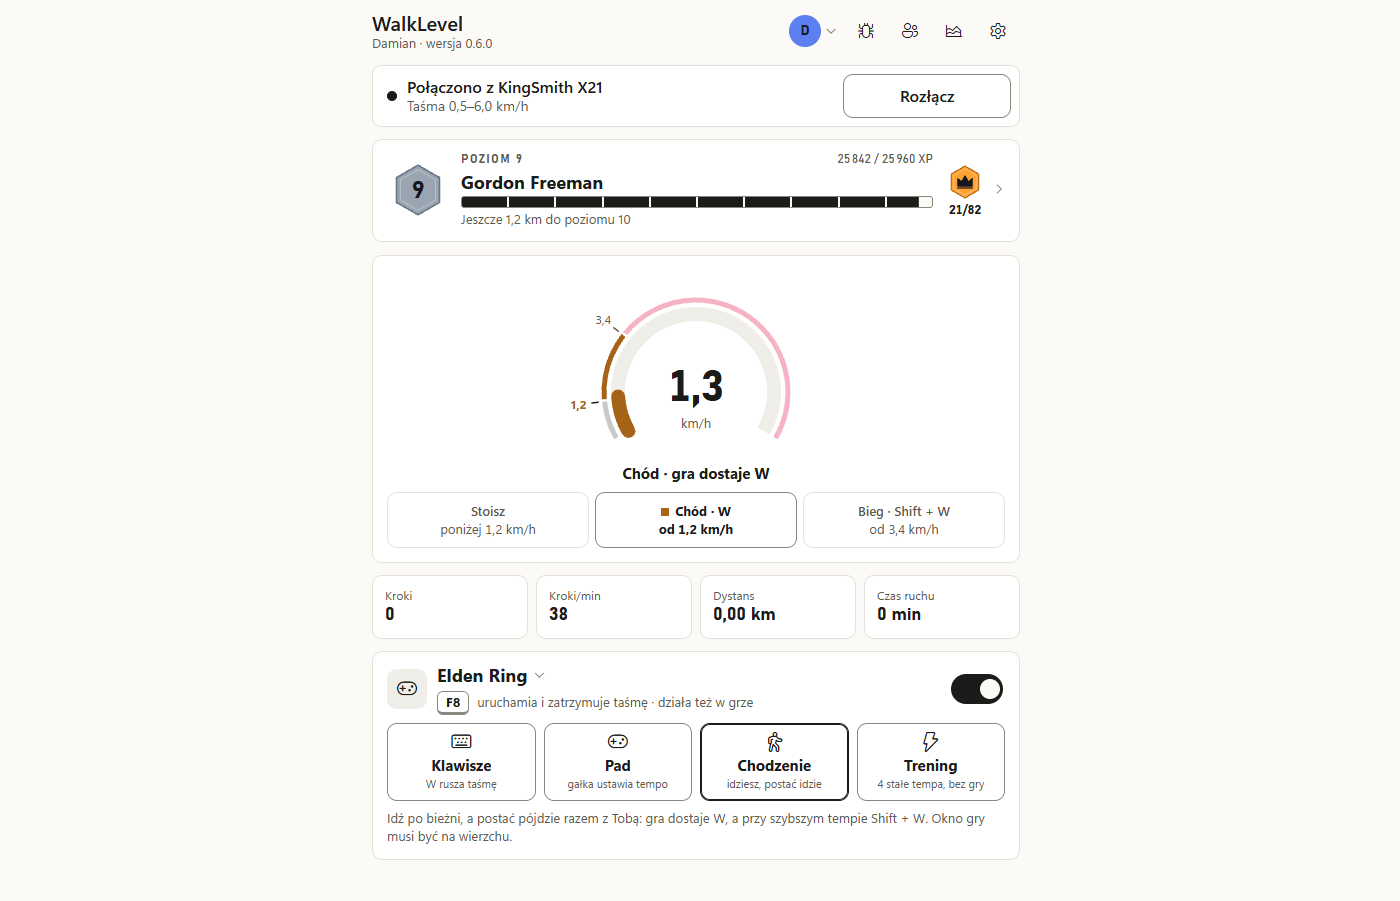 WalkLevel
Damian · wersja 0.6.0
D
Połączono z KingSmith X21
Taśma 0,5–6,0 km/h
Rozłącz
9
POZIOM 9
25 842 / 25 960 XP
Gordon Freeman
Jeszcze 1,2 km do poziomu 10
21/82
3,4
1,2
1,3
km/h
Chód · gra dostaje W
Stoisz
poniżej 1,2 km/h
Chód · W
od 1,2 km/h
Bieg · Shift + W
od 3,4 km/h
Kroki
0
Kroki/min
38
Dystans
0,00 km
Czas ruchu
0 min
Elden Ring
F8 uruchamia i zatrzymuje taśmę · działa też w grze
Klawisze
W rusza taśmę
Pad
gałka ustawia tempo
Chodzenie
idziesz, postać idzie
Trening
4 stałe tempa, bez gry
Idź po bieżni, a postać pójdzie razem z Tobą: gra dostaje W, a przy szybszym tempie Shift + W. Okno gry
musi być na wierzchu.